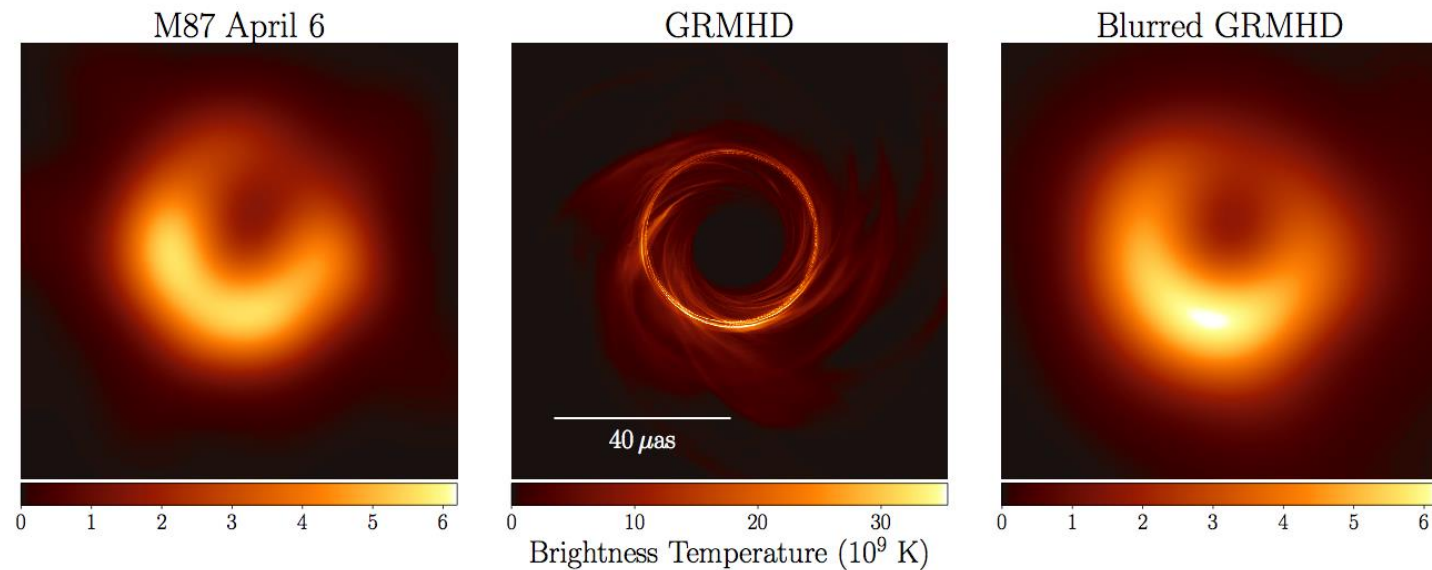 M87 April 6
GRMHD
Blurred GRMHD
40 μas
0 1 2 3 4 5 6
0 10 20 30
0 1 2 3 4 5 6
Brightness Temperature (10⁹ K)